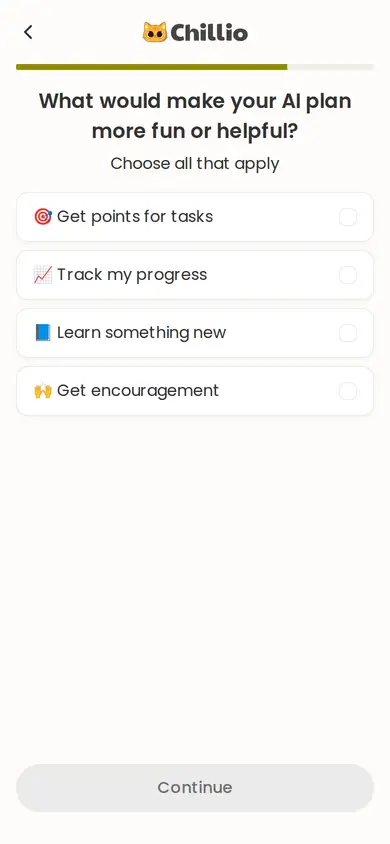 Chillio
What would make your AI plan
more fun or helpful?
Choose all that apply
Get points for tasks
Track my progress
Learn something new
Get encouragement
Continue